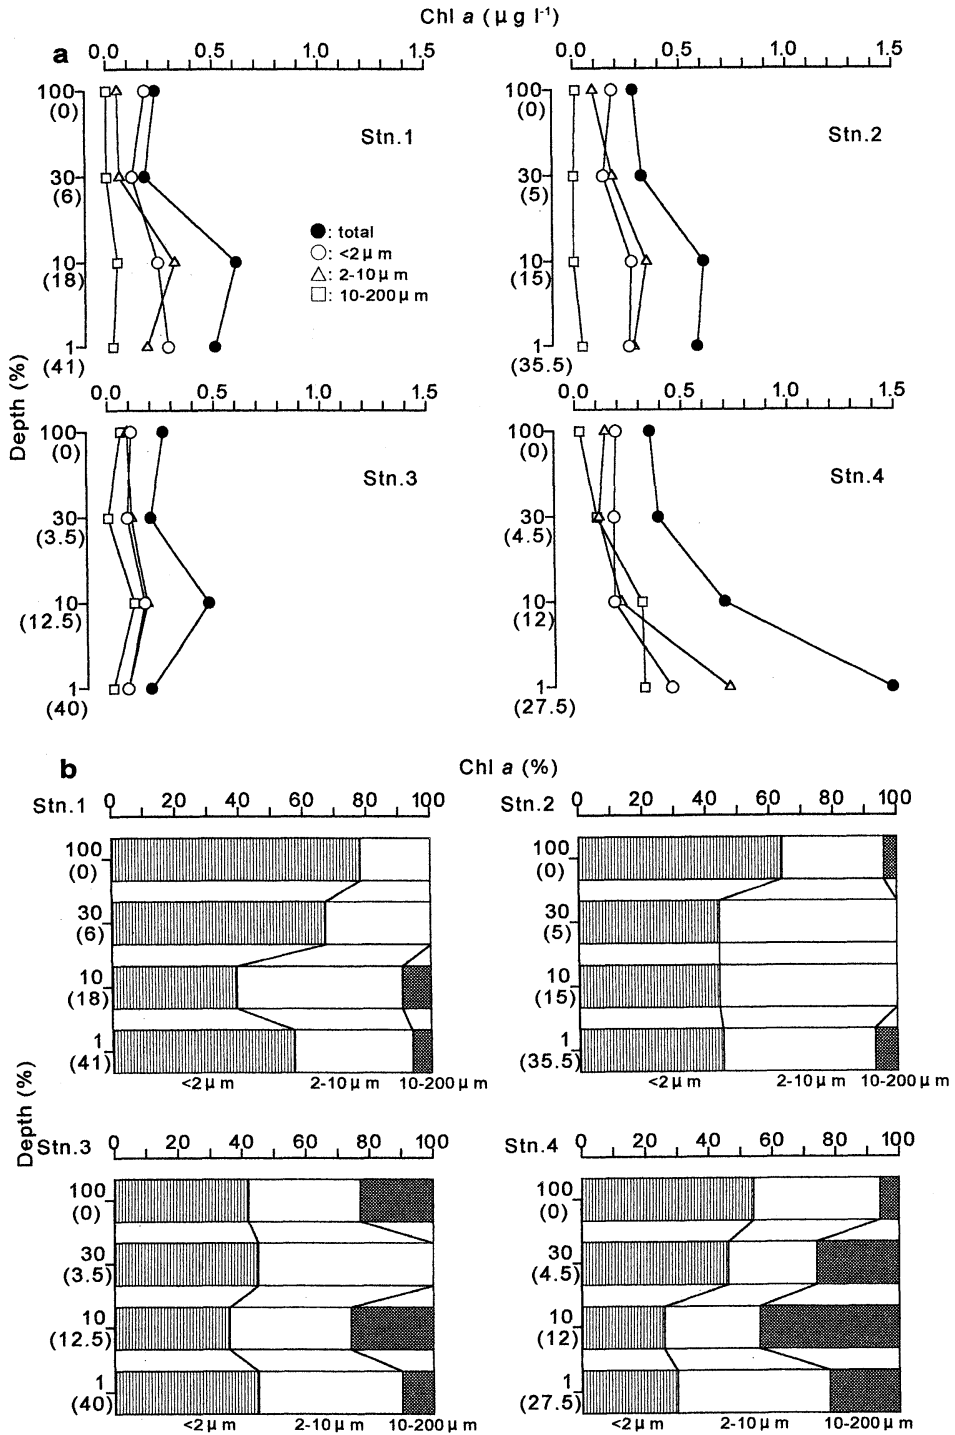 Chl a (μg l⁻¹)
a
0.0 0.5 1.0 1.5
100
(0)
30
(6)
10
(18)
1
(41)
Stn.1
●: total
○: <2μm
△: 2-10μm
□: 10-200μm
0.0 0.5 1.0 1.5
100
(0)
30
(5)
10
(15)
1
(35.5)
Stn.2
Depth (%)
0.0 0.5 1.0 1.5
100
(0)
30
(3.5)
10
(12.5)
1
(40)
Stn.3
0.0 0.5 1.0 1.5
100
(0)
30
(4.5)
10
(12)
1
(27.5)
Stn.4
b
Chl a (%)
Stn.1 0 20 40 60 80 100
100
(0)
30
(6)
10
(18)
1
(41)
<2μm 2-10μm 10-200μm
Stn.2 0 20 40 60 80 100
100
(0)
30
(5)
10
(15)
1
(35.5)
<2μm 2-10μm 10-200μm
Depth (%)
Stn.3 0 20 40 60 80 100
100
(0)
30
(3.5)
10
(12.5)
1
(40)
<2μm 2-10μm 10-200μm
Stn.4 0 20 40 60 80 100
100
(0)
30
(4.5)
10
(12)
1
(27.5)
<2μm 2-10μm 10-200μm